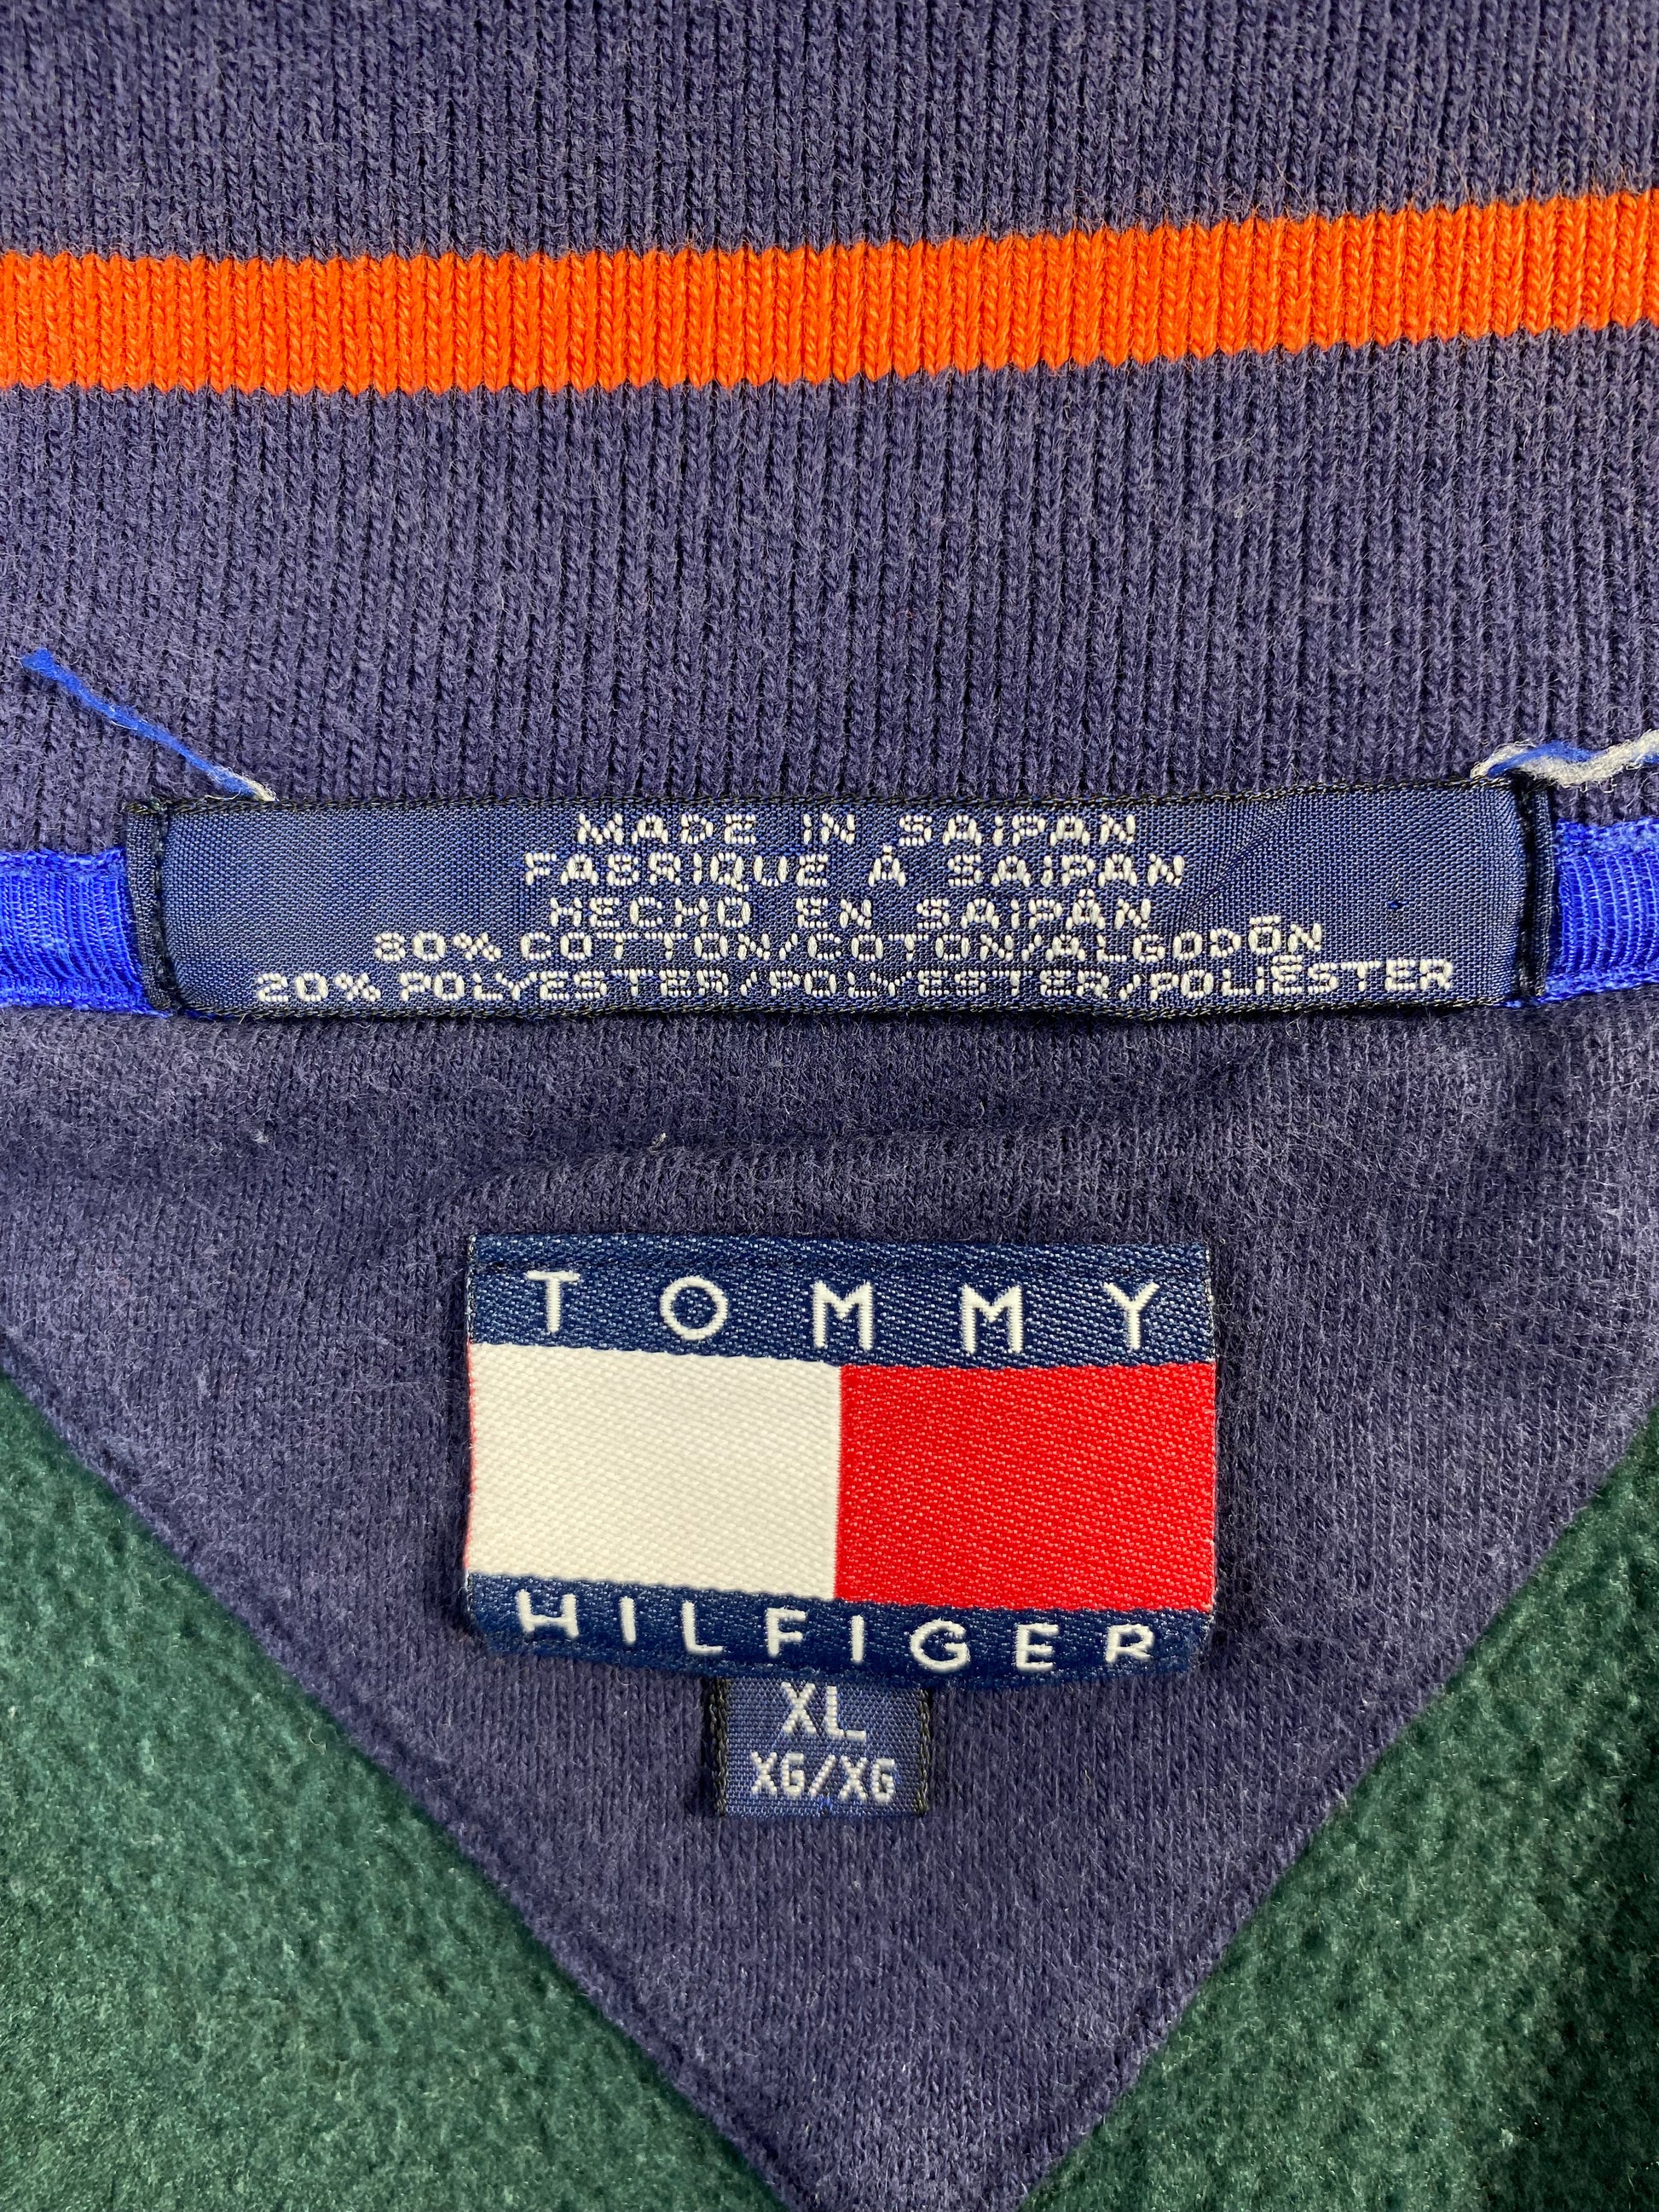 MADE IN SAIPAN
FABRIQUE À SAIPAN
HECHO EN SAIPÁN
80% COTTON/COTON/ALGODÓN
20% POLYESTER/POLYESTER/POLIÉSTER
TOMMY
HILFIGER
XL
XG/XG